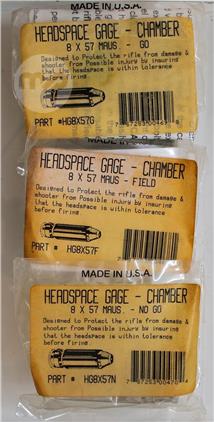 MADE IN U.S.A.
HEADSPACE GAGE - CHAMBER
8 X 57 MAUS. - GO
Designed to Protect the rifle from damage &
shooter from Possible injury by insuring
that the headspace is within tolerance
before firing.
PART #HG8X57G
HEADSPACE GAGE - CHAMBER
8 X 57 MAUS - FIELD
Designed to Protect the rifle from damage &
shooter from Possible injury by insuring
that the headspace is within tolerance
before firing.
PART # HG8X57F
MADE IN U.S.A.
HEADSPACE GAGE - CHAMBER
8 X 57 MAUS. - NO GO
Designed to Protect the rifle from damage &
shooter from Possible injury by insuring
that the headspace is within tolerance
before firing.
PART # HG8X57N